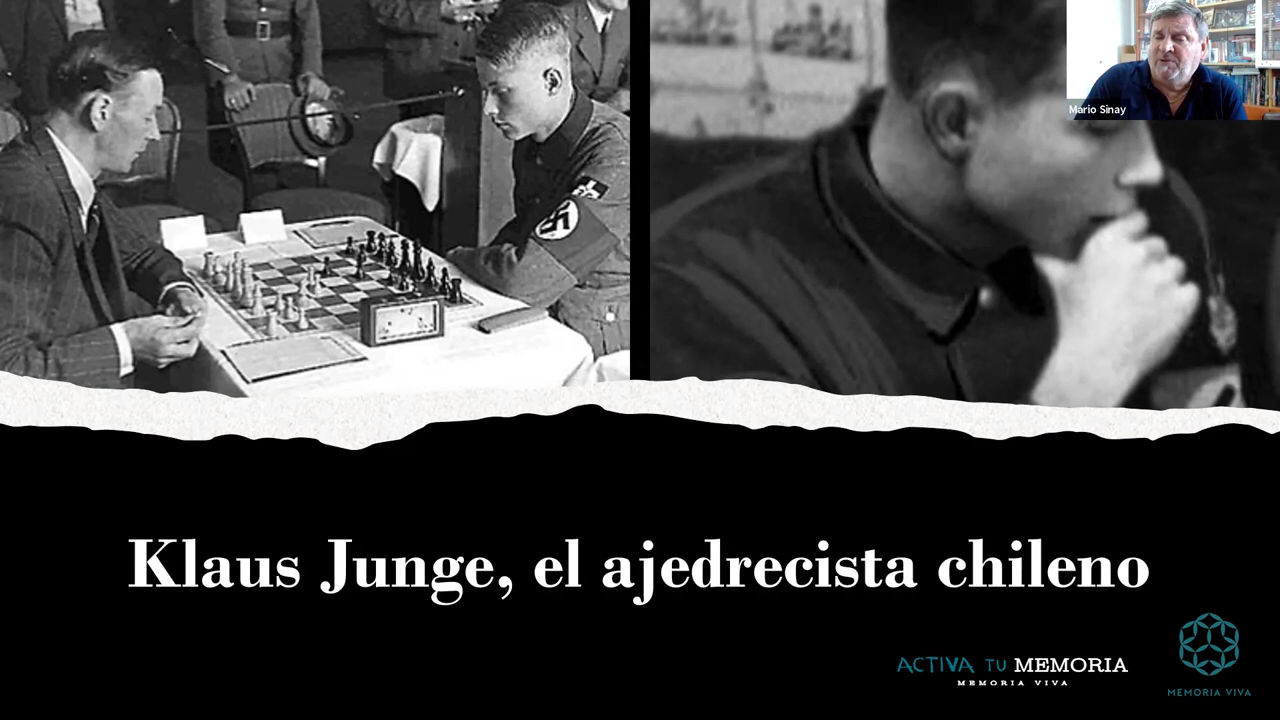 Mario Sinay
Klaus Junge, el ajedrecista chileno
ACTIVA TU MEMORIA
MEMORIA VIVA
MEMORIA VIVA